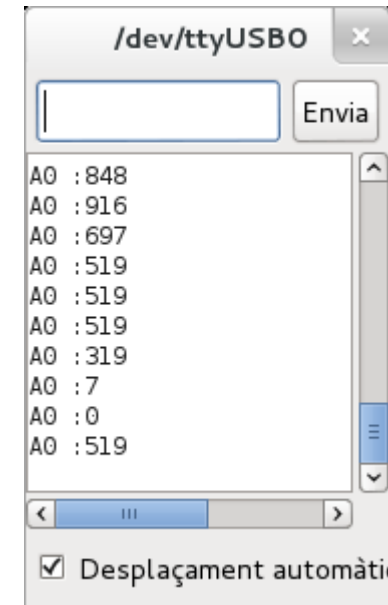 /dev/ttyUSB0
Envia
A0 :848
A0 :916
A0 :697
A0 :519
A0 :519
A0 :519
A0 :319
A0 :7
A0 :0
A0 :519
Desplaçament